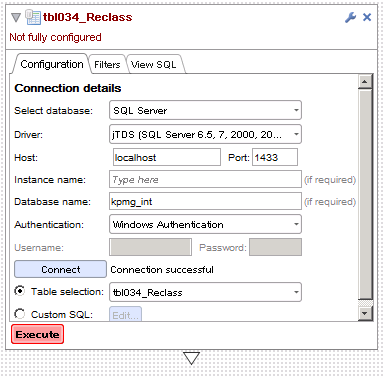 tbl034_Reclass
Not fully configured
Configuration Filters View SQL
Connection details
Select database: SQL Server
Driver: jTDS (SQL Server 6.5, 7, 2000, 20...
Host: localhost Port: 1433
Instance name: Type here (if required)
Database name: kpmg_int (if required)
Authentication: Windows Authentication
Username: Password:
Connect Connection successful
Table selection: tbl034_Reclass
Custom SQL: Edit...
Execute